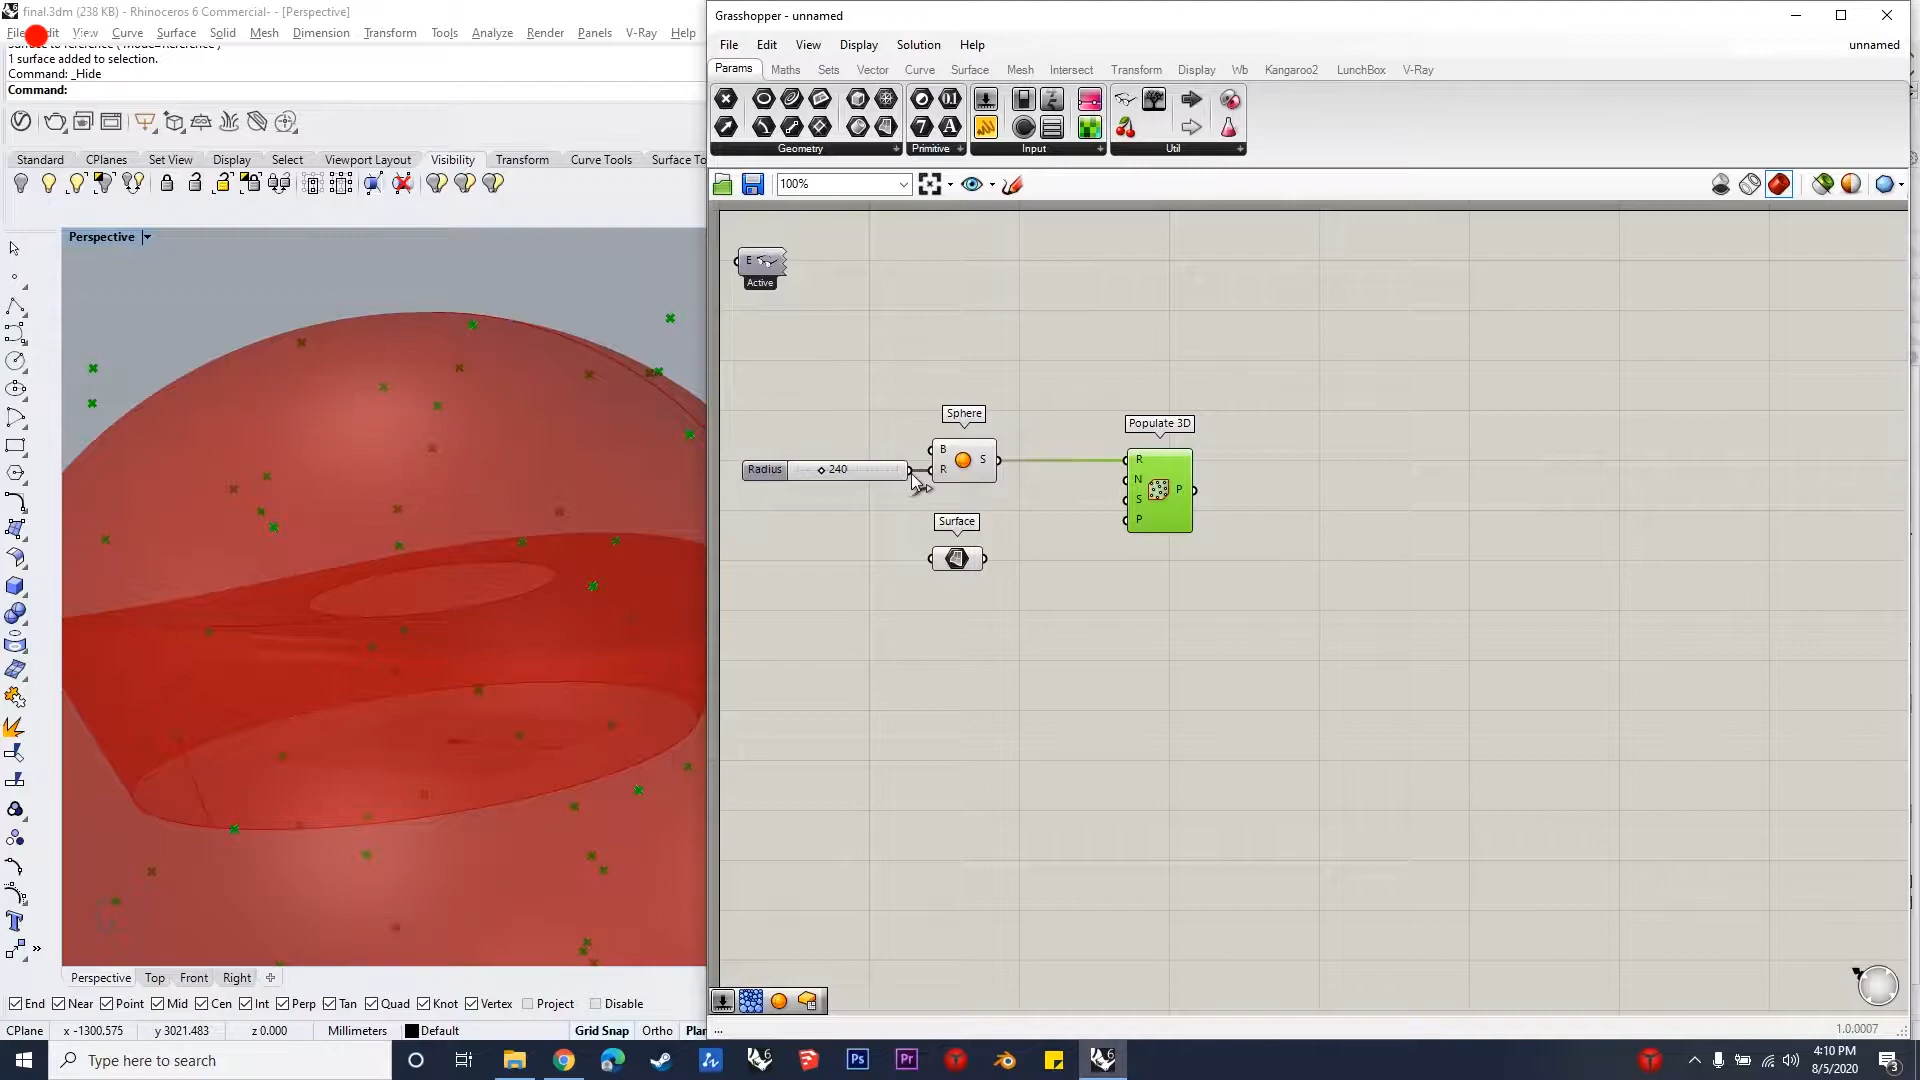 final.3dm (238 KB) - Rhinoceros 6 Commercial- - [Perspective]
View Curve Surface Solid Mesh Dimension Transform Tools Analyze Render Panels V-Ray Help
1 surface added to selection.
Command: _Hide
Command:
Standard CPlanes Set View Display Select Viewport Layout Visibility Transform Curve Tools Surface To
Perspective
Perspective Top Front Right
End Near Point Mid Cen Int Perp Tan Quad Knot Vertex Project Disable
CPlane x -1300.575 y 3021.483 z 0.000 Millimeters Default Grid Snap Ortho Plan
Grasshopper - unnamed
File Edit View Display Solution Help unnamed
Params Maths Sets Vector Curve Surface Mesh Intersect Transform Display Wb Kangaroo2 LunchBox V-Ray
Geometry Primitive Input Util
100%
E
Active
Sphere
Radius 240
B
R
S
Surface
Populate 3D
R
N
S
P
P
...
1.0.0007
Type here to search
4:10 PM
8/5/2020